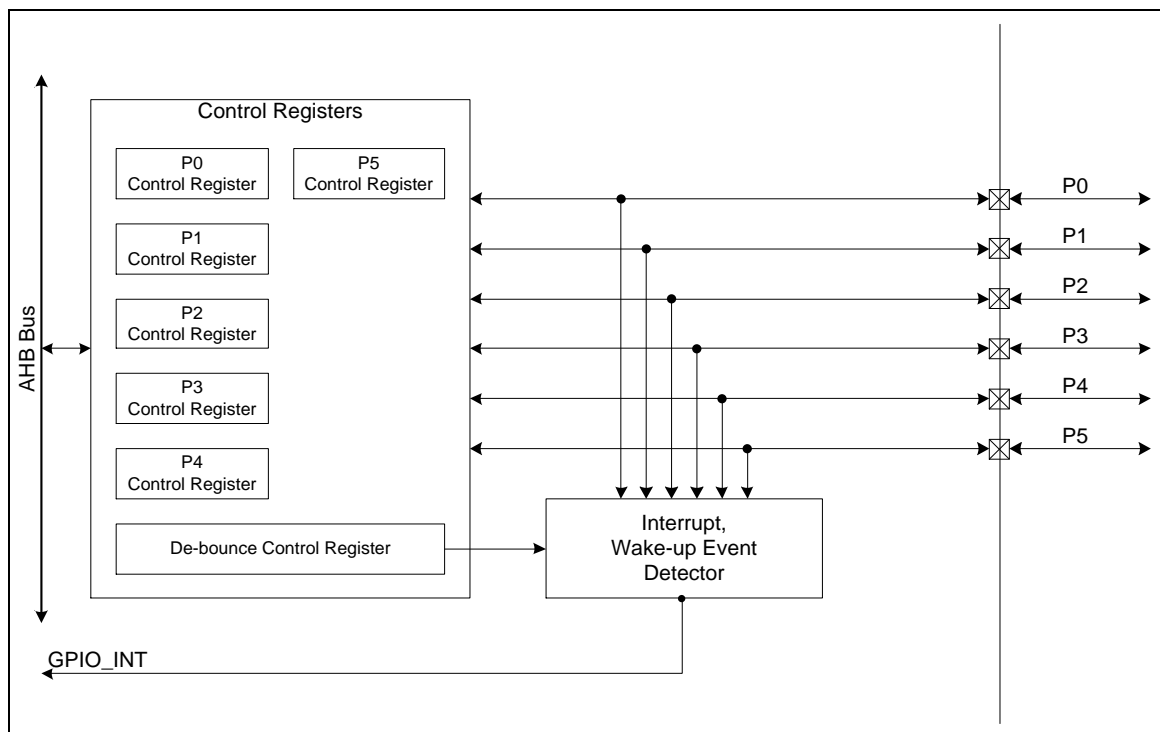 Control Registers
P0
Control Register
P5
Control Register
P1
Control Register
P2
Control Register
P3
Control Register
P4
Control Register
De-bounce Control Register
AHB Bus
Interrupt,
Wake-up Event
Detector
GPIO_INT
P0
P1
P2
P3
P4
P5